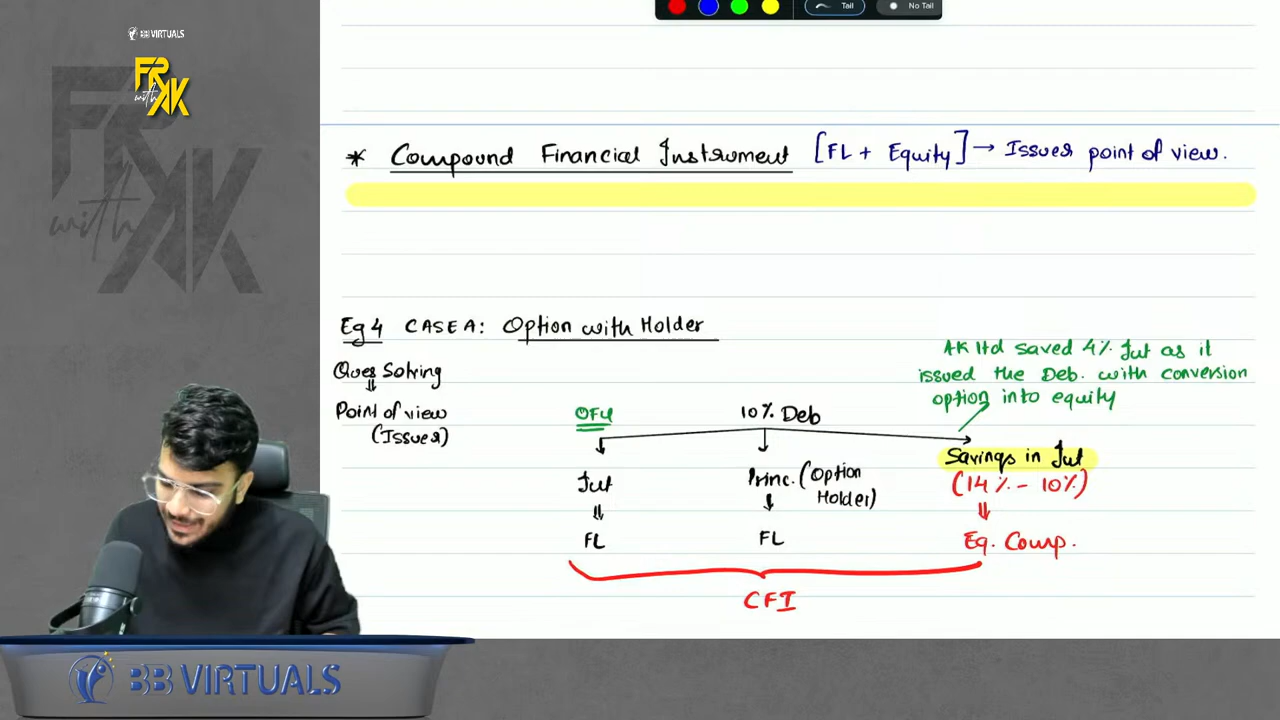 Tail
No Tail
BB VIRTUALS
FR
with
AK
FR
with
AK
* Compound Financial Instrument [FL + Equity] → Issuer point of view.
Eg 4 CASE A: Option with Holder
Ques Solving
Point of view
(Issuer)
AK ltd saved 4% Int as it
issued the Deb. with conversion
option into equity
10% Deb
Savings in Int
(14% - 10%)
Int
Princ. (Option
Holder)
FL
FL
Eq. Comp.
CFI
BB VIRTUALS